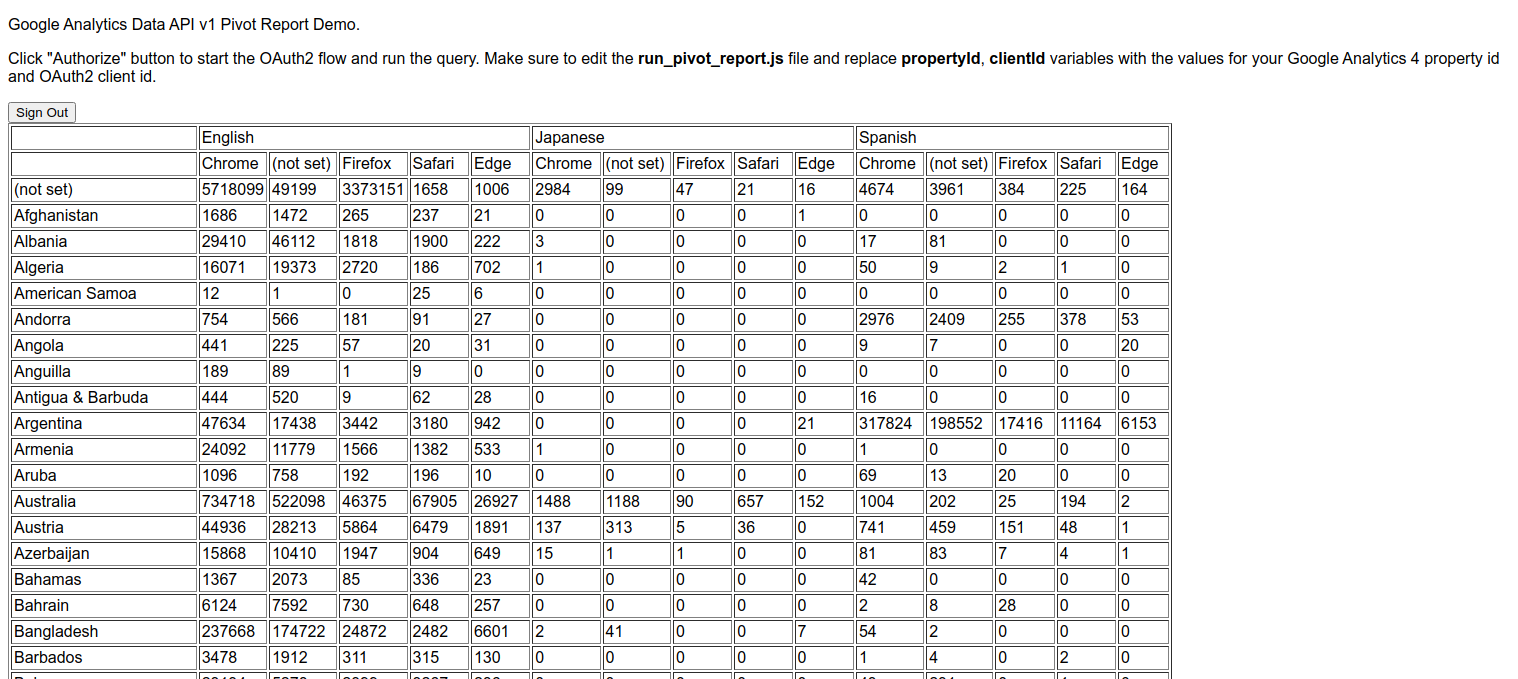 Google Analytics Data API v1 Pivot Report Demo.
Click "Authorize" button to start the OAuth2 flow and run the query. Make sure to edit the run_pivot_report.js file and replace propertyId, clientId variables with the values for your Google Analytics 4 property id
and OAuth2 client id.
Sign Out
English Japanese Spanish
Chrome (not set) Firefox Safari Edge Chrome (not set) Firefox Safari Edge Chrome (not set) Firefox Safari Edge
(not set) 5718099 49199 3373151 1658 1006 2984 99 47 21 16 4674 3961 384 225 164
Afghanistan 1686 1472 265 237 21 0 0 0 0 1 0 0 0 0 0
Albania 29410 46112 1818 1900 222 3 0 0 0 0 17 81 0 0 0
Algeria 16071 19373 2720 186 702 1 0 0 0 0 50 9 2 1 0
American Samoa 12 1 0 25 6 0 0 0 0 0 0 0 0 0 0
Andorra 754 566 181 91 27 0 0 0 0 0 2976 2409 255 378 53
Angola 441 225 57 20 31 0 0 0 0 0 9 7 0 0 20
Anguilla 189 89 1 9 0 0 0 0 0 0 0 0 0 0 0
Antigua & Barbuda 444 520 9 62 28 0 0 0 0 0 16 0 0 0 0
Argentina 47634 17438 3442 3180 942 0 0 0 0 21 317824 198552 17416 11164 6153
Armenia 24092 11779 1566 1382 533 1 0 0 0 0 1 0 0 0 0
Aruba 1096 758 192 196 10 0 0 0 0 0 69 13 20 0 0
Australia 734718 522098 46375 67905 26927 1488 1188 90 657 152 1004 202 25 194 2
Austria 44936 28213 5864 6479 1891 137 313 5 36 0 741 459 151 48 1
Azerbaijan 15868 10410 1947 904 649 15 1 1 0 0 81 83 7 4 1
Bahamas 1367 2073 85 336 23 0 0 0 0 0 42 0 0 0 0
Bahrain 6124 7592 730 648 257 0 0 0 0 0 2 8 28 0 0
Bangladesh 237668 174722 24872 2482 6601 2 41 0 0 7 54 2 0 0 0
Barbados 3478 1912 311 315 130 0 0 0 0 0 1 4 0 2 0